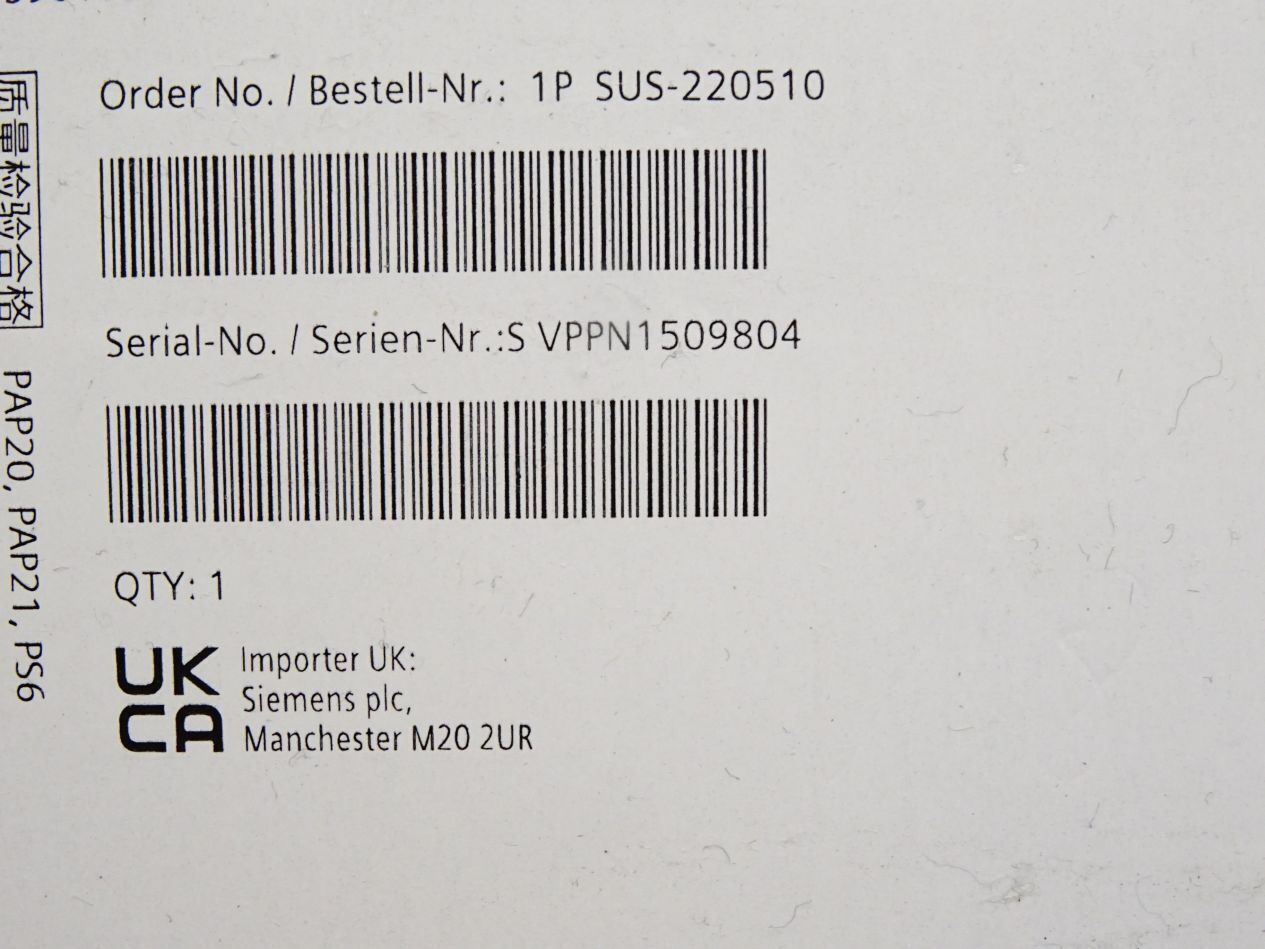 Order No. / Bestell-Nr.: 1P SUS-220510
Serial-No. / Serien-Nr.:S VPPN1509804
QTY: 1
UK
CA
Importer UK:
Siemens plc,
Manchester M20 2UR
质量检验合格
PAP20, PAP21, PS6